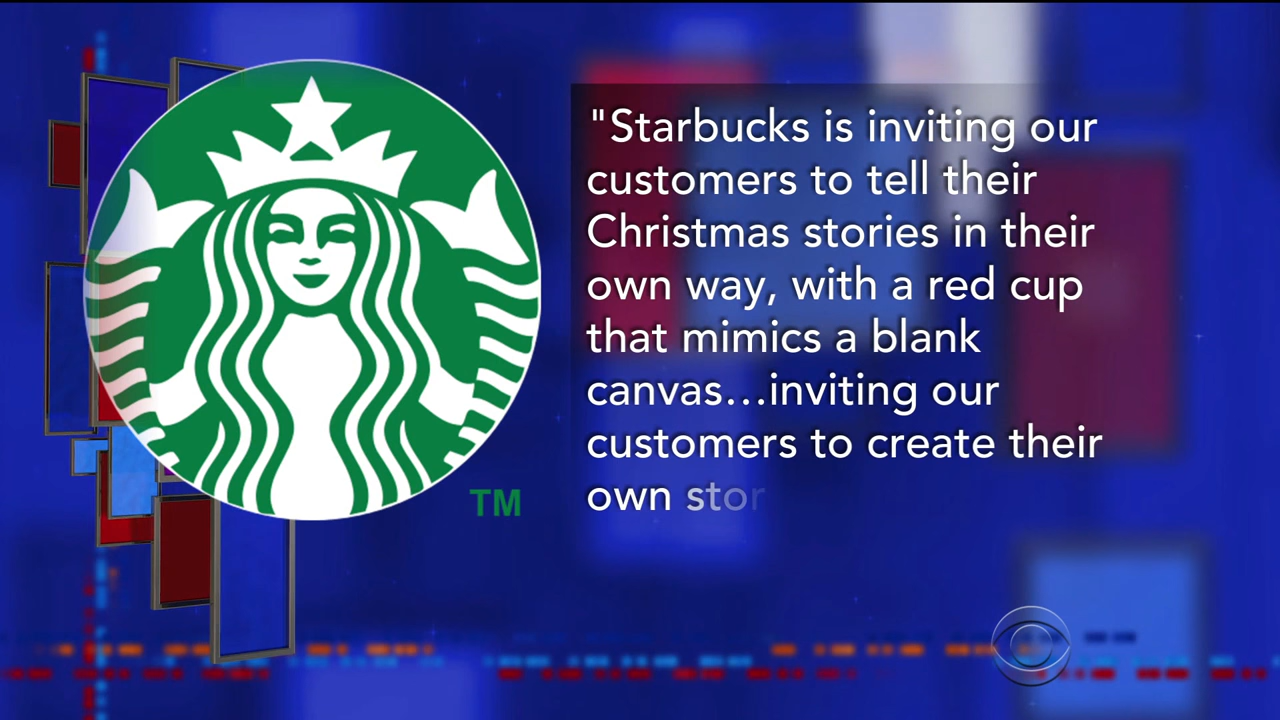 "Starbucks is inviting our
customers to tell their
Christmas stories in their
own way, with a red cup
that mimics a blank
canvas...inviting our
customers to create their
own stor
TM